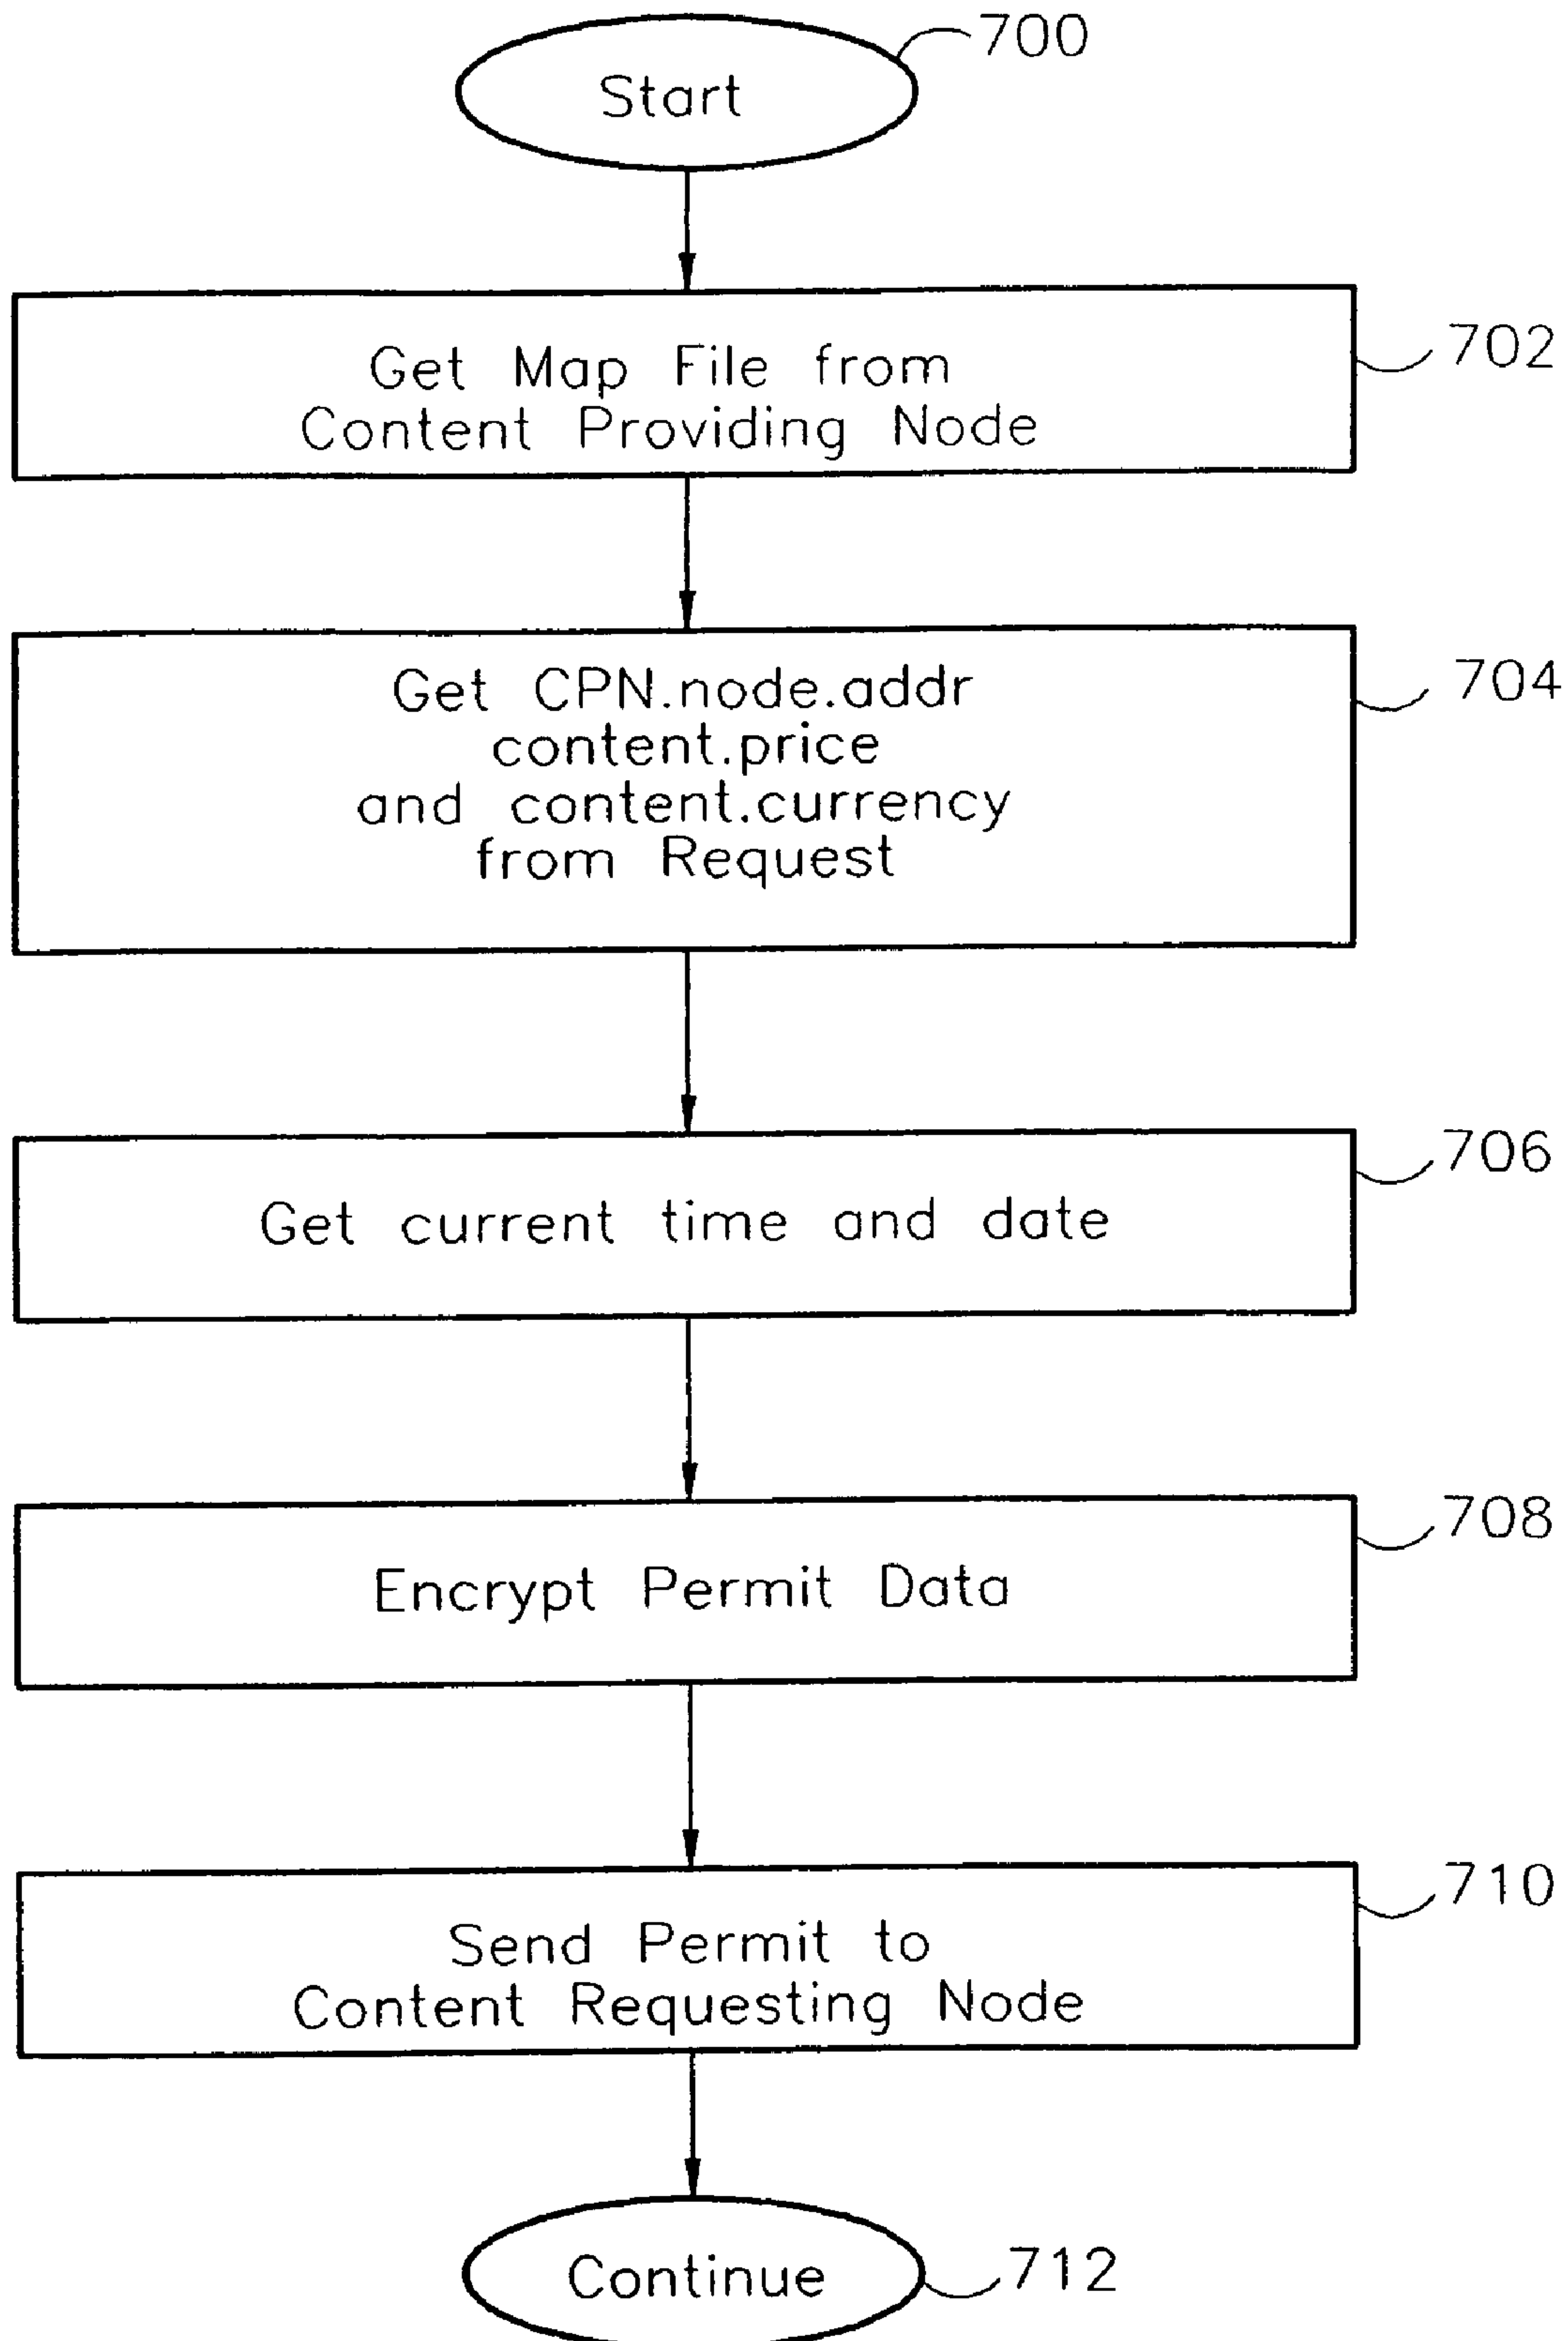 Start
700
Get Map File from
Content Providing Node
702
Get CPN.node.addr
content.price
and content.currency
from Request
704
Get current time and date
706
Encrypt Permit Data
708
Send Permit to
Content Requesting Node
710
Continue
712